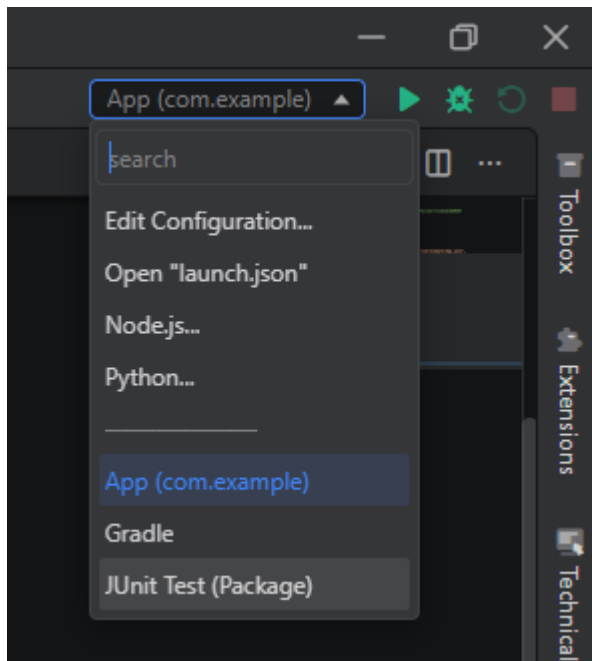 App (com.example)
search
Edit Configuration...
Open "launch.json"
Node.js...
Python...
App (com.example)
Gradle
JUnit Test (Package)
Toolbox
Extensions
Technical